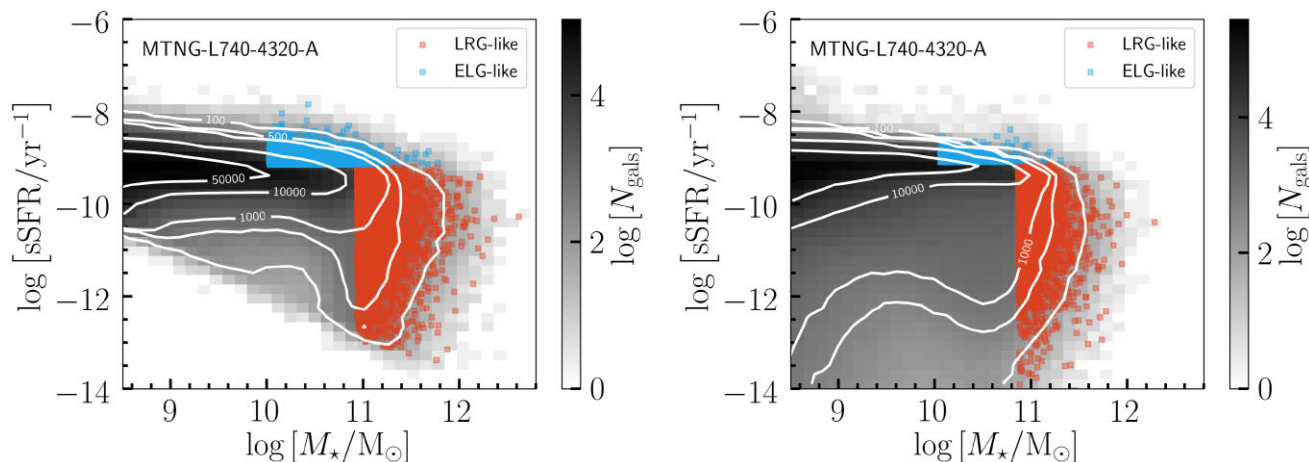 MTNG-L740-4320-A
LRG-like
ELG-like
100
500
50000
10000
1000
−6
−8
−10
−12
−14
9
10
11
12
log [sSFR/yr⁻¹]
log [M⋆/M⊙]
4
2
0
log [N_gals]
MTNG-L740-4320-A
LRG-like
ELG-like
100
10000
1000
−6
−8
−10
−12
−14
9
10
11
12
log [sSFR/yr⁻¹]
log [M⋆/M⊙]
4
2
0
log [N_gals]